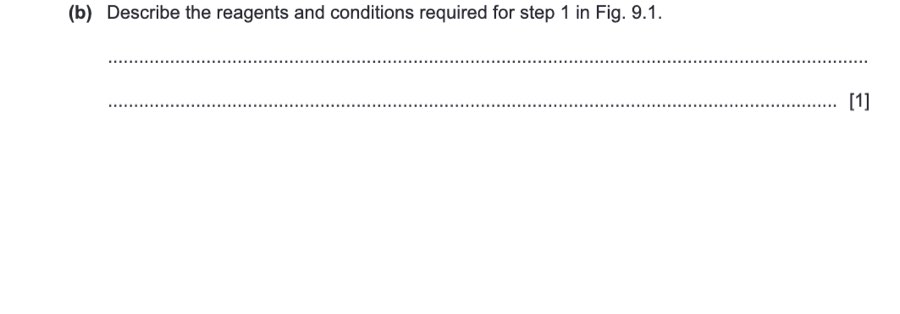 (b) Describe the reagents and conditions required for step 1 in Fig. 9.1.
[1]